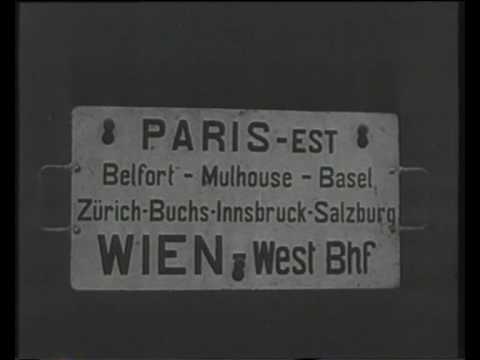 PARIS-EST
Belfort - Mulhouse - Basel
Zürich-Buchs-Innsbruck-Salzburg
WIEN-West Bhf